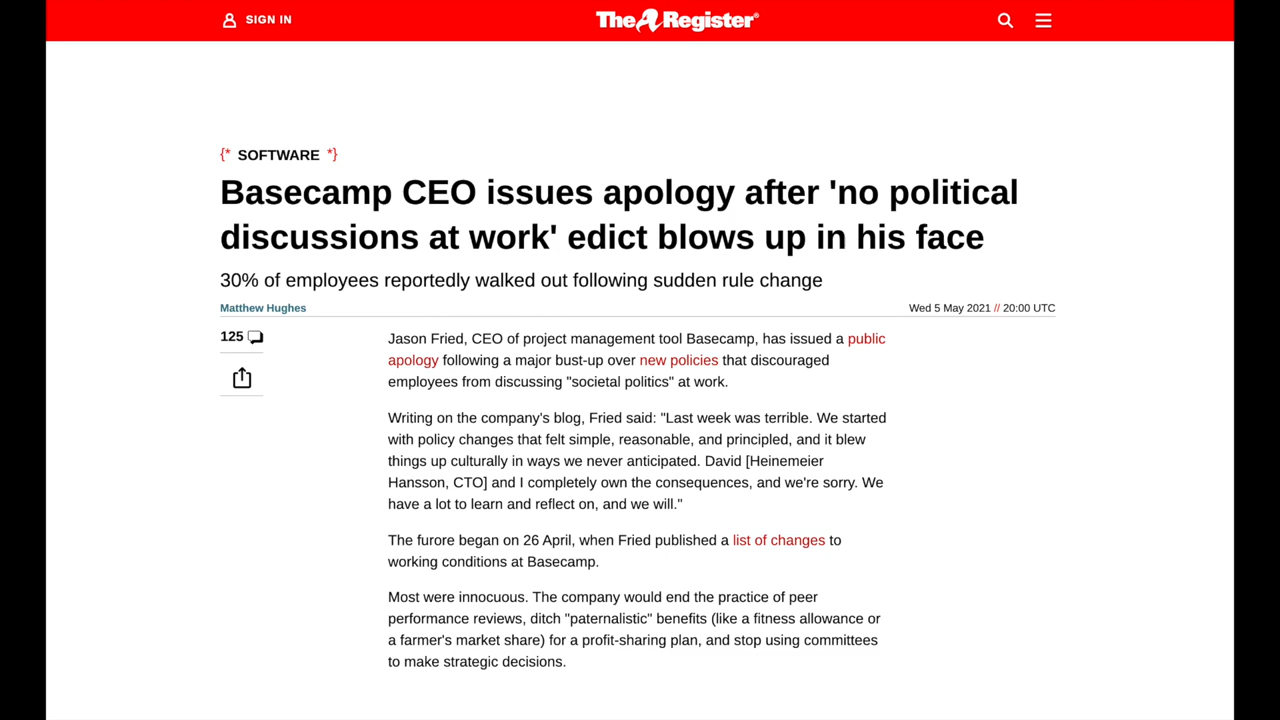 SIGN IN
The Register®
{* SOFTWARE *}
Basecamp CEO issues apology after 'no political
discussions at work' edict blows up in his face
30% of employees reportedly walked out following sudden rule change
Matthew Hughes
Wed 5 May 2021 // 20:00 UTC
125
Jason Fried, CEO of project management tool Basecamp, has issued a public
apology following a major bust-up over new policies that discouraged
employees from discussing "societal politics" at work.
Writing on the company's blog, Fried said: "Last week was terrible. We started
with policy changes that felt simple, reasonable, and principled, and it blew
things up culturally in ways we never anticipated. David [Heinemeier
Hansson, CTO] and I completely own the consequences, and we're sorry. We
have a lot to learn and reflect on, and we will."
The furore began on 26 April, when Fried published a list of changes to
working conditions at Basecamp.
Most were innocuous. The company would end the practice of peer
performance reviews, ditch "paternalistic" benefits (like a fitness allowance or
a farmer's market share) for a profit-sharing plan, and stop using committees
to make strategic decisions.